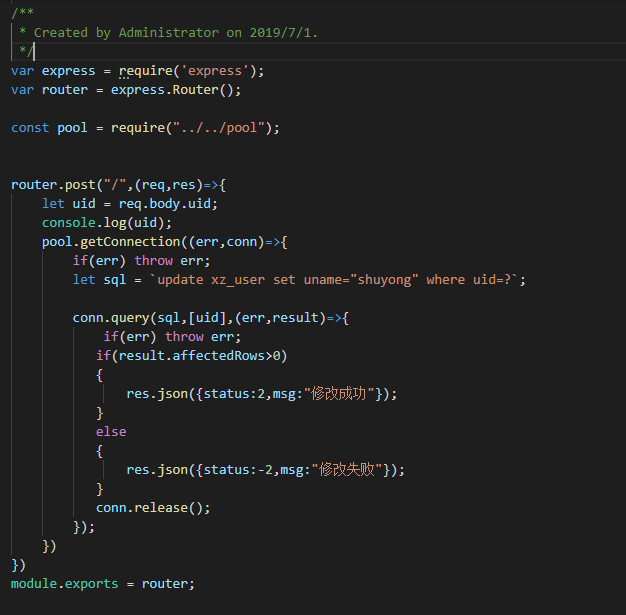 /**
 * Created by Administrator on 2019/7/1.
 */
var express = require('express');
var router = express.Router();

const pool = require("../../pool");


router.post("/",(req,res)=>{
    let uid = req.body.uid;
    console.log(uid);
    pool.getConnection((err,conn)=>{
        if(err) throw err;
        let sql = `update xz_user set uname="shuyong" where uid=?`;

        conn.query(sql,[uid],(err,result)=>{
            if(err) throw err;
           if(result.affectedRows>0)
           {
               res.json({status:2,msg:"修改成功"});
           }
           else
           {
               res.json({status:-2,msg:"修改失败"});
           }
           conn.release();
        });
    })
})
module.exports = router;